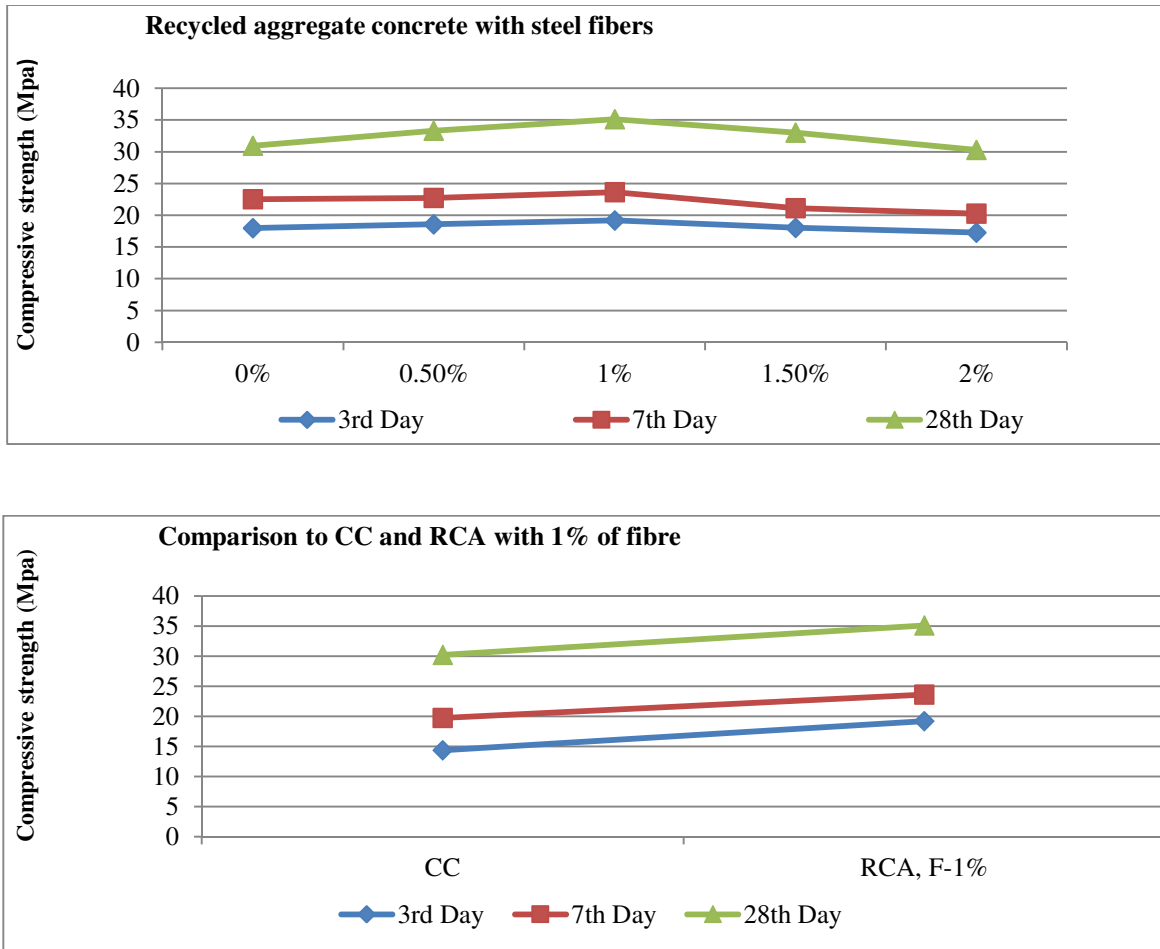 Recycled aggregate concrete with steel fibers
Compressive strength (Mpa)
40
35
30
25
20
15
10
5
0
0% 0.50% 1% 1.50% 2%
3rd Day 7th Day 28th Day
Comparison to CC and RCA with 1% of fibre
Compressive strength (Mpa)
40
35
30
25
20
15
10
5
0
CC RCA, F-1%
3rd Day 7th Day 28th Day